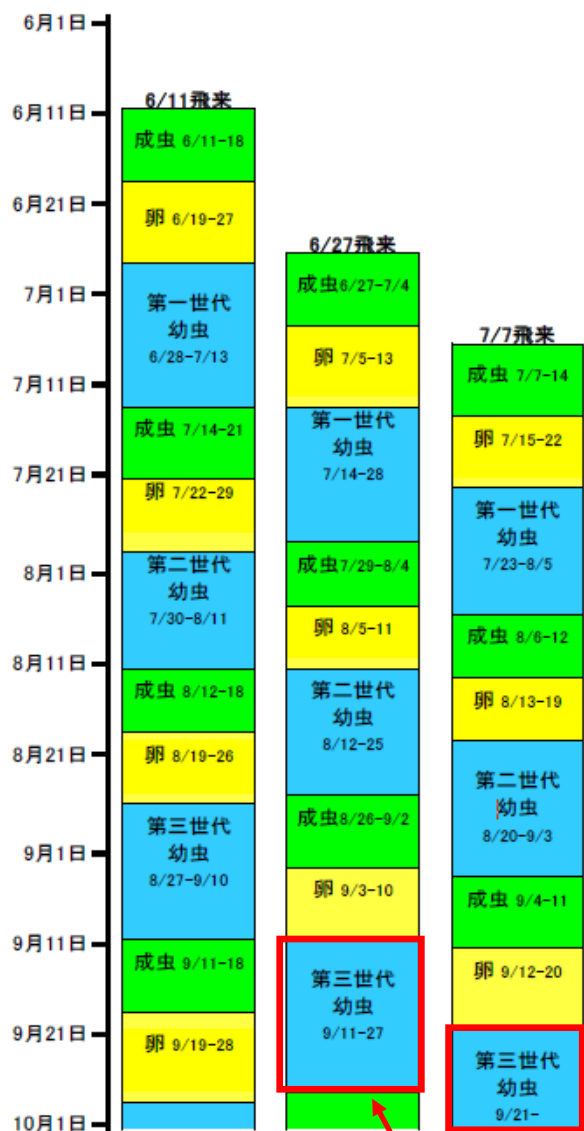 6月1日
6月11日
6月21日
7月1日
7月11日
7月21日
8月1日
8月11日
8月21日
9月1日
9月11日
9月21日
10月1日
6/11飛来
成虫 6/11-18
卵 6/19-27
第一世代
幼虫
6/28-7/13
成虫 7/14-21
卵 7/22-29
第二世代
幼虫
7/30-8/11
成虫 8/12-18
卵 8/19-26
第三世代
幼虫
8/27-9/10
成虫 9/11-18
卵 9/19-28
6/27飛来
成虫6/27-7/4
卵 7/5-13
第一世代
幼虫
7/14-28
成虫7/29-8/4
卵 8/5-11
第二世代
幼虫
8/12-25
成虫8/26-9/2
卵 9/3-10
第三世代
幼虫
9/11-27
7/7飛来
成虫 7/7-14
卵 7/15-22
第一世代
幼虫
7/23-8/5
成虫 8/6-12
卵 8/13-19
第二世代
幼虫
8/20-9/3
成虫 9/4-11
卵 9/12-20
第三世代
幼虫
9/21-